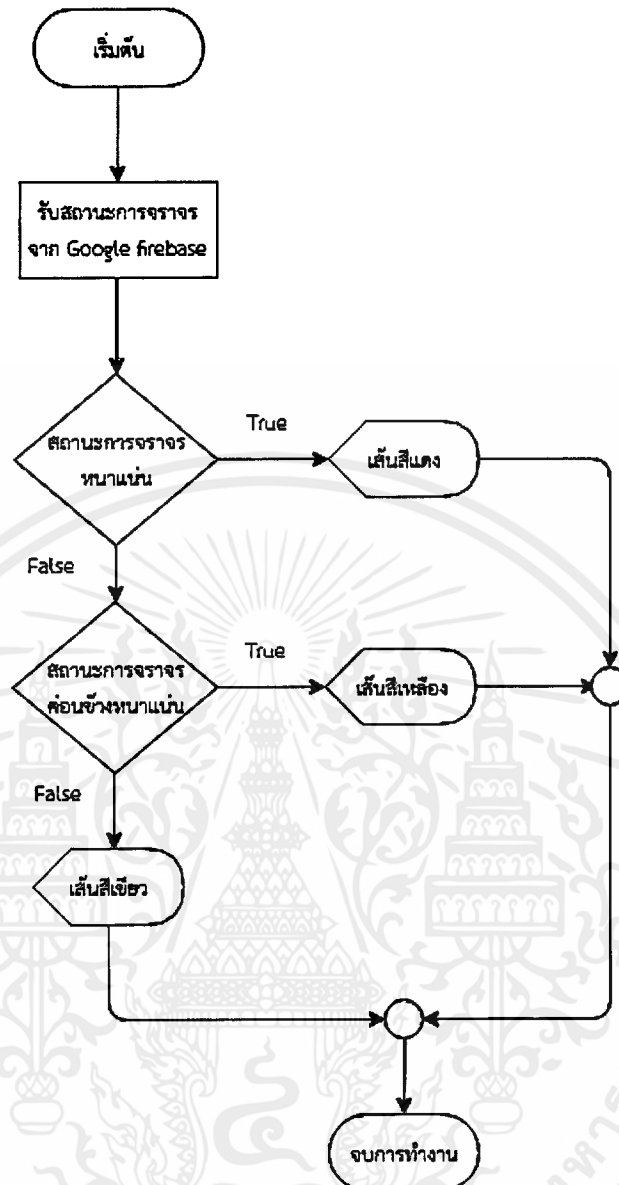 เริ่มต้น
รับสถานะการจราจร
จาก Google firebase
สถานะการจราจร
หนาแน่น
True
เส้นสีแดง
False
สถานะการจราจร
ค่อนข้างหนาแน่น
True
เส้นสีเหลือง
False
เส้นสีเขียว
จบการทำงาน